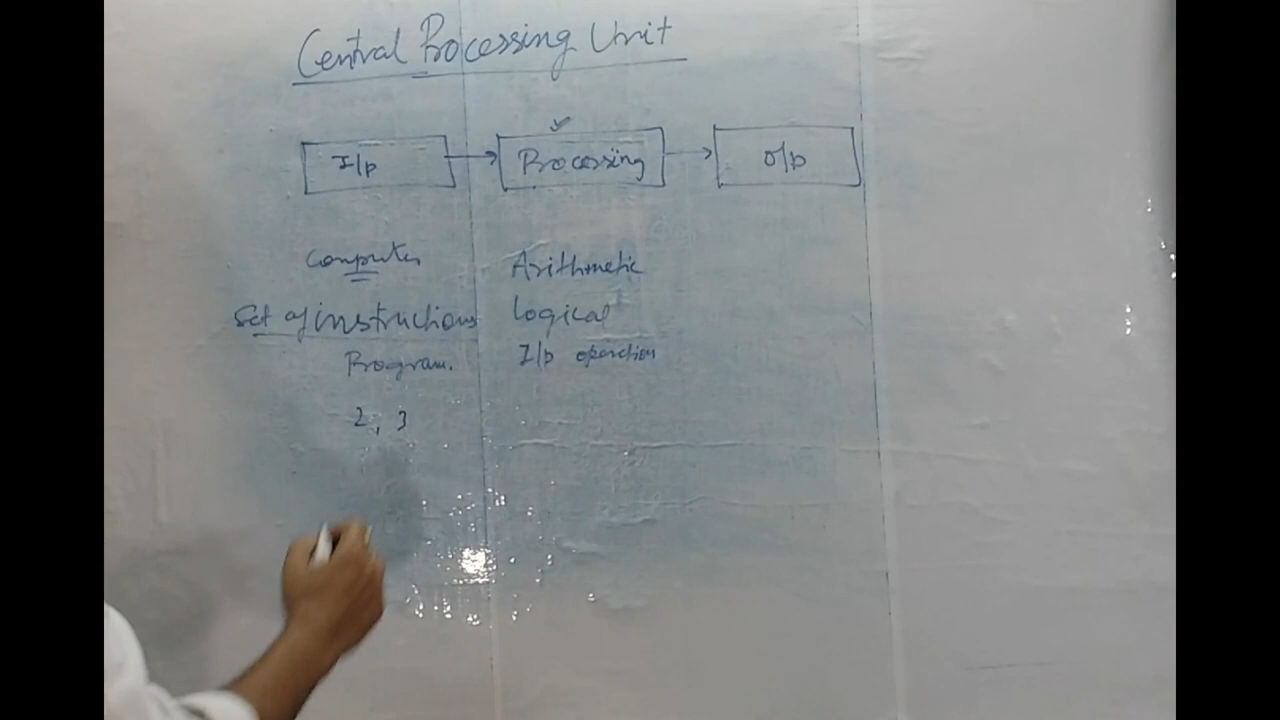 Central Processing Unit
I/p Processing O/p
Computer Arithmetic
Set of instructions Logical
Program. I/p operation
2, 3